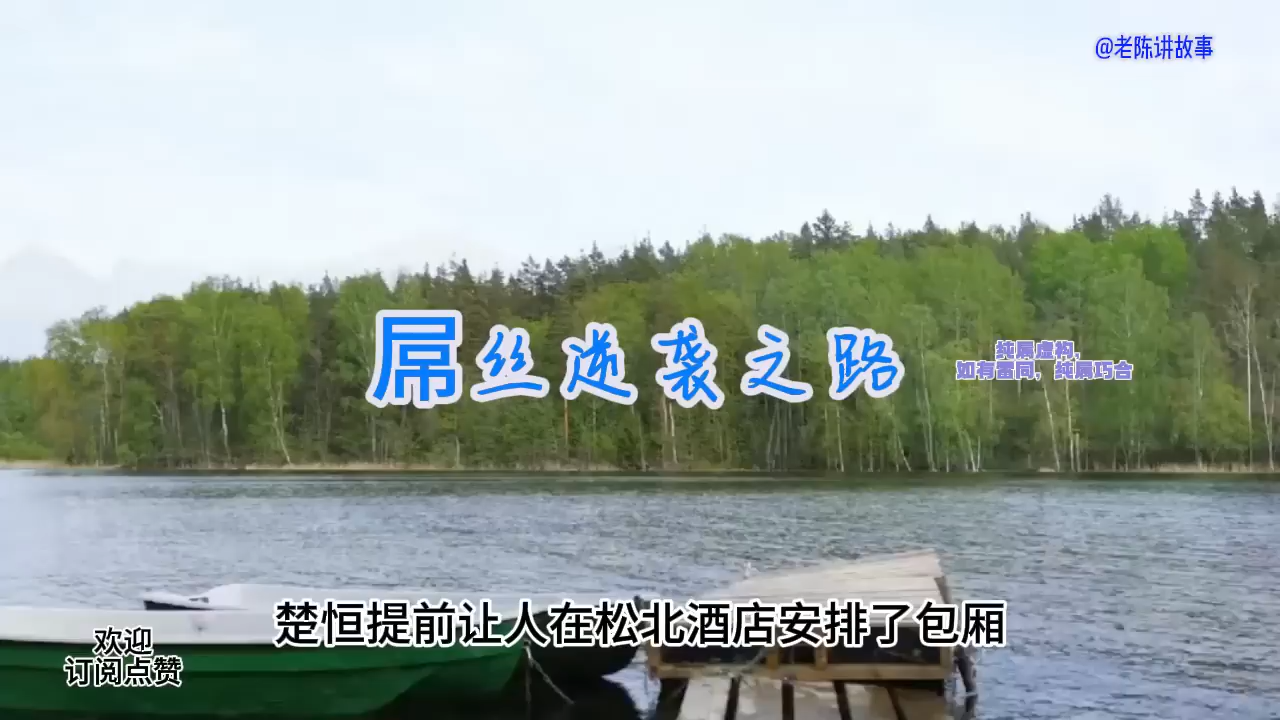 @老陈讲故事
屌丝逆袭之路
纯属虚构，
如有雷同，纯属巧合
楚恒提前让人在松北酒店安排了包厢
欢迎
订阅点赞